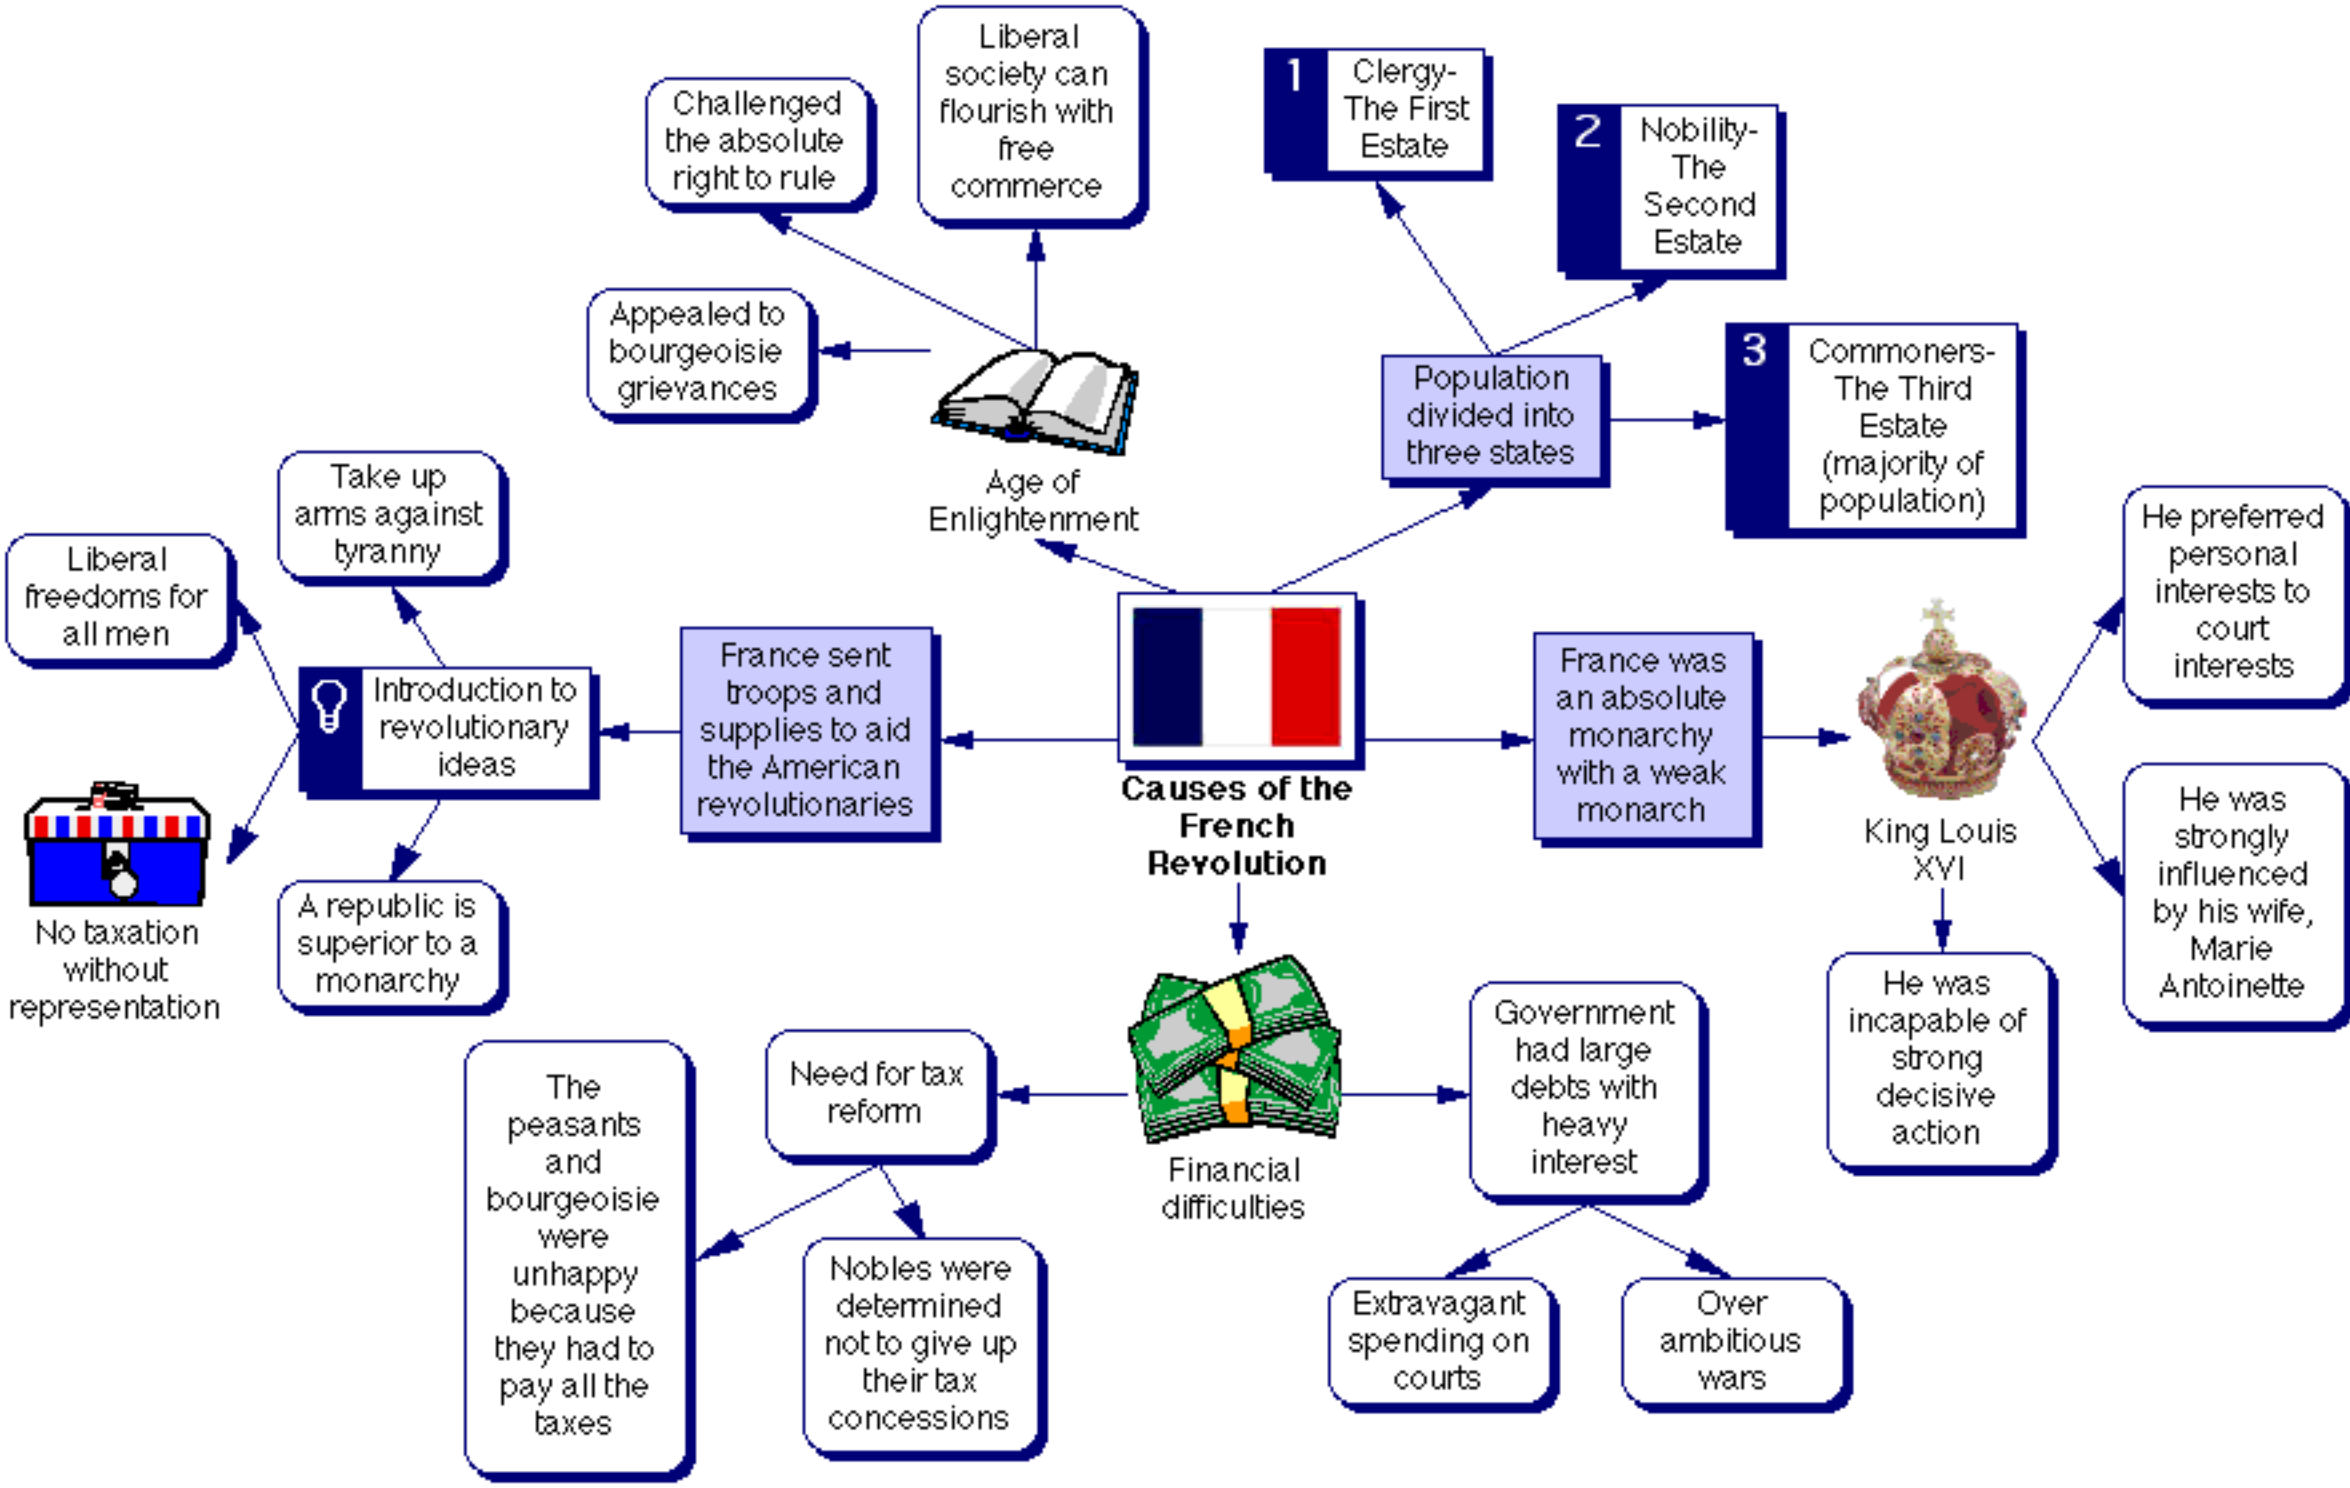 Liberal
society can
flourish with
free
commerce
Challenged
the absolute
right to rule
Appealed to
bourgeoisie
grievances
Age of
Enlightenment
1
Clergy-
The First
Estate
2
Nobility-
The
Second
Estate
3
Commoners-
The Third
Estate
(majority of
population)
Population
divided into
three states
Take up
arms against
tyranny
Liberal
freedoms for
all men
Introduction to
revolutionary
ideas
No taxation
without
representation
A republic is
superior to a
monarchy
France sent
troops and
supplies to aid
the American
revolutionaries
Causes of the
French
Revolution
France was
an absolute
monarchy
with a weak
monarch
King Louis
XVI
He preferred
personal
interests to
court
interests
He was
strongly
influenced
by his wife,
Marie
Antoinette
He was
incapable of
strong
decisive
action
Financial
difficulties
Need for tax
reform
The
peasants
and
bourgeoisie
were
unhappy
because
they had to
pay all the
taxes
Nobles were
determined
not to give up
their tax
concessions
Government
had large
debts with
heavy
interest
Extravagant
spending on
courts
Over
ambitious
wars